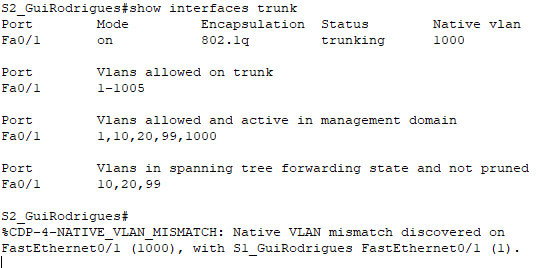 S2_GuiRodrigues#show interfaces trunk
Port        Mode         Encapsulation  Status        Native vlan
Fa0/1       on           802.1q         trunking      1000
Port        Vlans allowed on trunk
Fa0/1       1-1005
Port        Vlans allowed and active in management domain
Fa0/1       1,10,20,99,1000
Port        Vlans in spanning tree forwarding state and not pruned
Fa0/1       10,20,99
S2_GuiRodrigues#
%CDP-4-NATIVE_VLAN_MISMATCH: Native VLAN mismatch discovered on
FastEthernet0/1 (1000), with S1_GuiRodrigues FastEthernet0/1 (1).